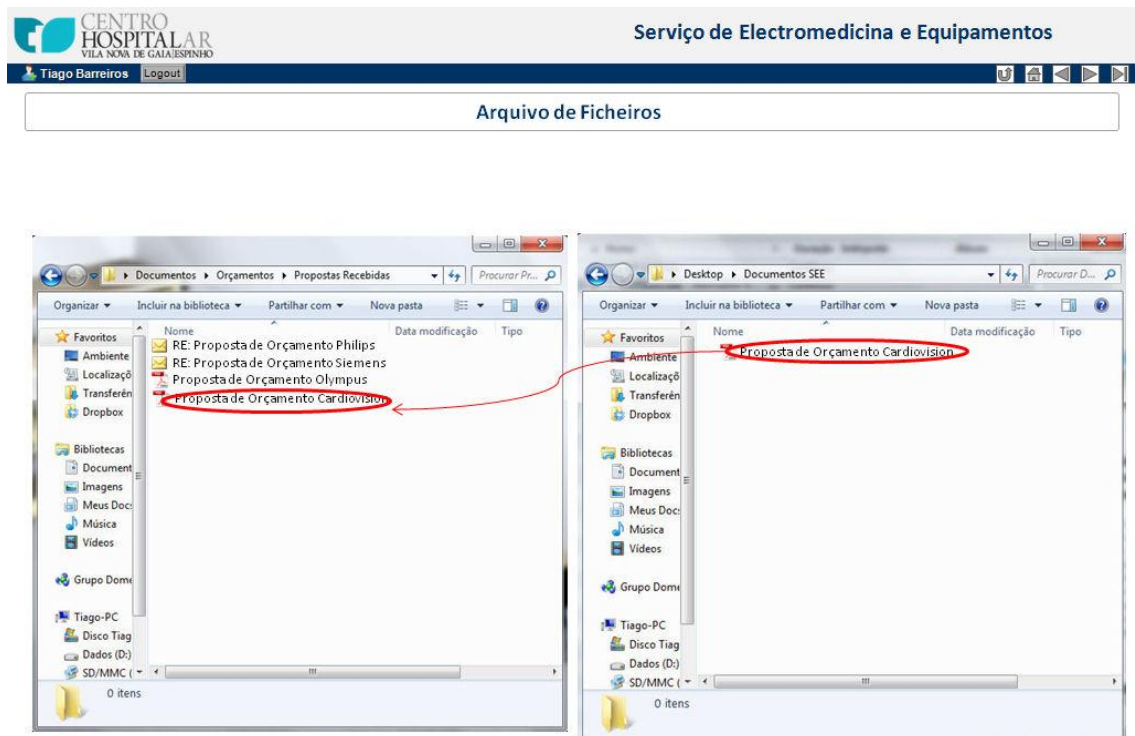 CENTRO
HOSPITALAR
VILA NOVA DE GAIA|ESPINHO
Serviço de Electromedicina e Equipamentos
Tiago Barreiros Logout
Arquivo de Ficheiros
Documentos Orçamentos Propostas Recebidas Procurar Pr...
Organizar Incluir na biblioteca Partilhar com Nova pasta
Favoritos
Ambiente
Localizaçõ
Transferên
Dropbox
Bibliotecas
Document
Imagens
Meus Doc:
Música
Vídeos
Grupo Dome
Tiago-PC
Disco Tiag
Dados (D:)
SD/MMC (
Nome Data modificação Tipo
RE: Proposta de Orçamento Philips
RE: Proposta de Orçamento Siemens
Proposta de Orçamento Olympus
Proposta de Orçamento Cardiovision
0 itens
Desktop Documentos SEE Procurar D...
Organizar Incluir na biblioteca Partilhar com Nova pasta
Favoritos
Ambiente
Localizaçõ
Transferên
Dropbox
Bibliotecas
Document
Imagens
Meus Doc:
Música
Vídeos
Grupo Dome
Tiago-PC
Disco Tiag
Dados (D:)
SD/MMC (
Nome Data modificação Tipo
Proposta de Orçamento Cardiovision
0 itens